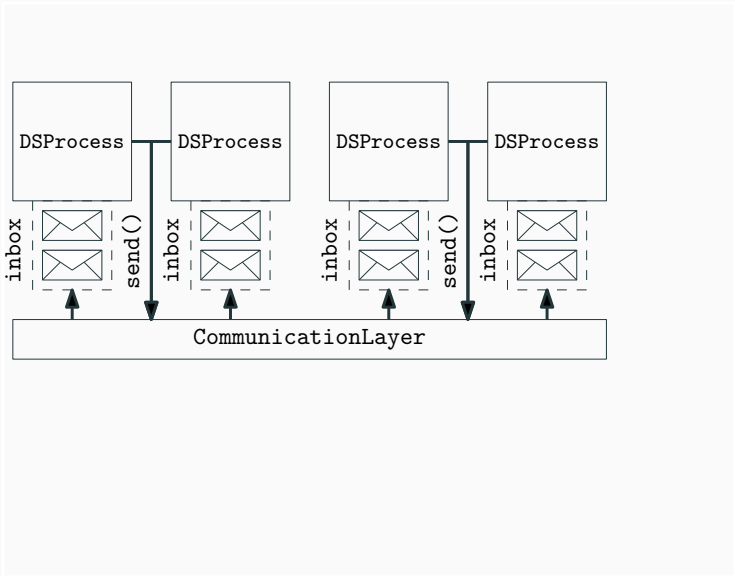 DSProcess
DSProcess
DSProcess
DSProcess
inbox
send()
inbox
inbox
send()
inbox
CommunicationLayer